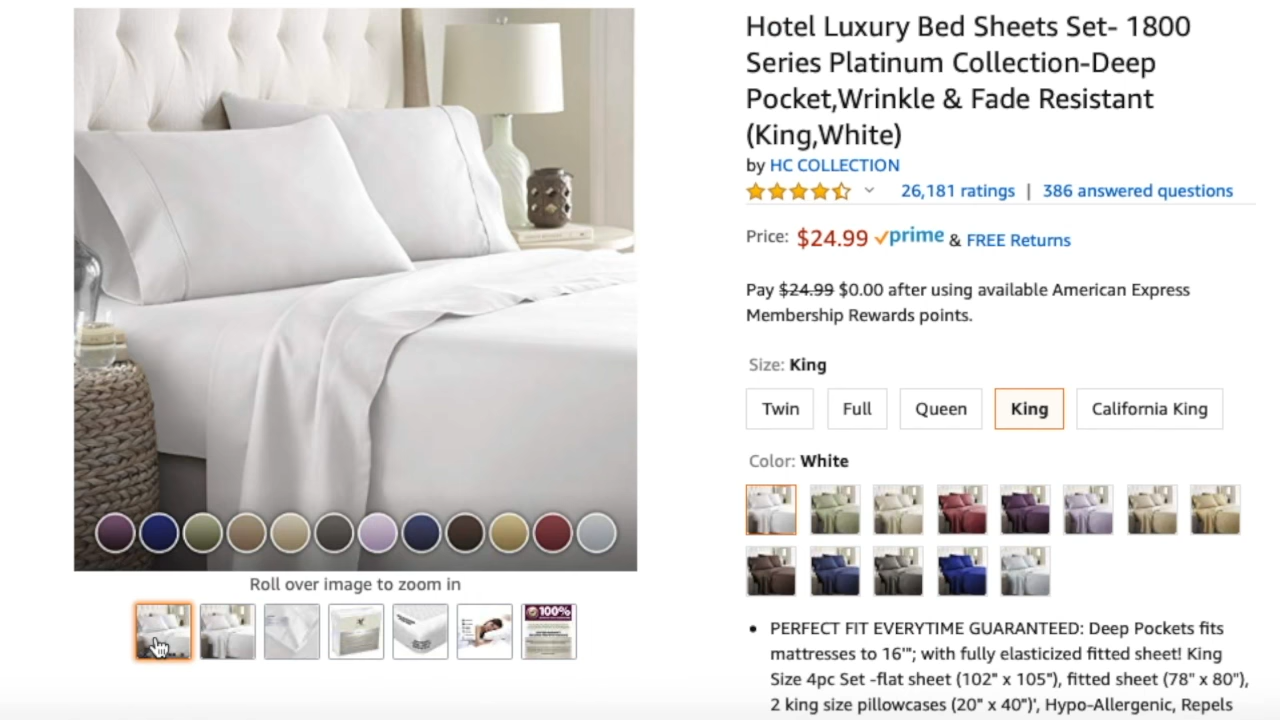 Hotel Luxury Bed Sheets Set- 1800
Series Platinum Collection-Deep
Pocket,Wrinkle & Fade Resistant
(King,White)
by HC COLLECTION
26,181 ratings | 386 answered questions
Price: $24.99 prime & FREE Returns
Pay $24.99 $0.00 after using available American Express
Membership Rewards points.
Size: King
Twin Full Queen King California King
Color: White
Roll over image to zoom in
100%
• PERFECT FIT EVERYTIME GUARANTEED: Deep Pockets fits
mattresses to 16"'; with fully elasticized fitted sheet! King
Size 4pc Set -flat sheet (102" x 105"), fitted sheet (78" x 80"),
2 king size pillowcases (20" x 40")', Hypo-Allergenic, Repels